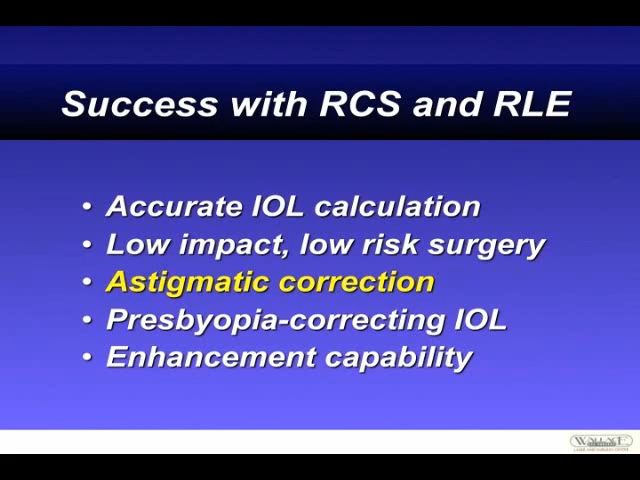 Success with RCS and RLE
• Accurate IOL calculation
• Low impact, low risk surgery
• Astigmatic correction
• Presbyopia-correcting IOL
• Enhancement capability
WALLACE